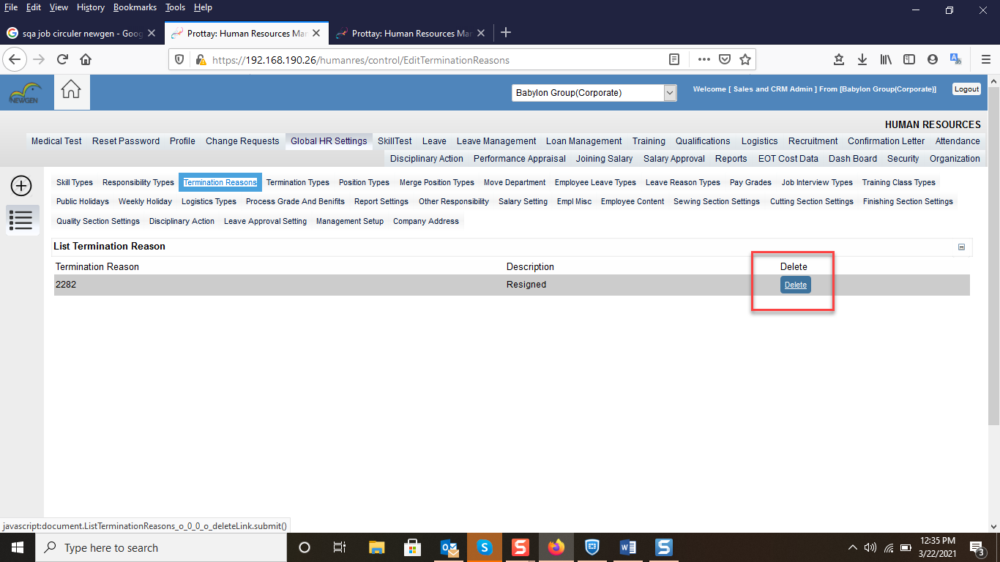 File Edit View History Bookmarks Tools Help
sqa job circuler newgen - Goog
Prottay: Human Resources Mar
Prottay: Human Resources Mar
https://192.168.190.26/humanres/control/EditTerminationReasons
NEWGEN
Babylon Group(Corporate)
Welcome [ Sales and CRM Admin ] From [Babylon Group(Corporate)]
Logout
HUMAN RESOURCES
Medical Test Reset Password Profile Change Requests Global HR Settings SkillTest Leave Leave Management Loan Management Training Qualifications Logistics Recruitment Confirmation Letter Attendance
Disciplinary Action Performance Appraisal Joining Salary Salary Approval Reports EOT Cost Data Dash Board Security Organization
Skill Types Responsibility Types Termination Reasons Termination Types Position Types Merge Position Types Move Department Employee Leave Types Leave Reason Types Pay Grades Job Interview Types Training Class Types
Public Holidays Weekly Holiday Logistics Types Process Grade And Benifits Report Settings Other Responsibility Salary Setting Empl Misc Employee Content Sewing Section Settings Cutting Section Settings Finishing Section Settings
Quality Section Settings Disciplinary Action Leave Approval Setting Management Setup Company Address
List Termination Reason
Termination Reason Description Delete
2282 Resigned Delete
javascript:document.ListTerminationReasons_o_0_0_o_deleteLink.submit()
Type here to search
12:35 PM
3/22/2021
3